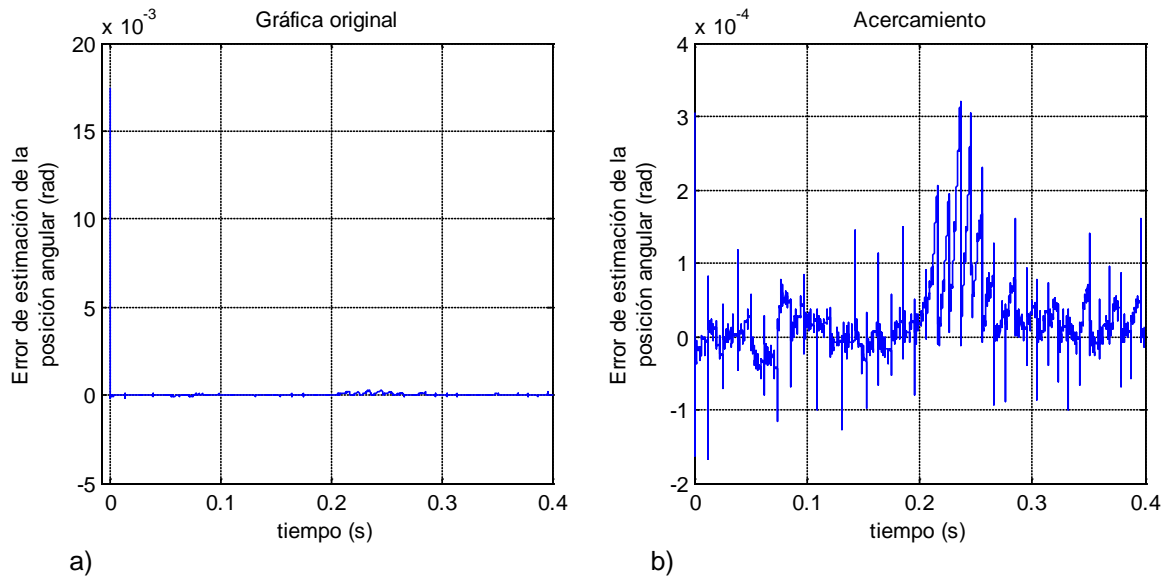 Gráfica original
x 10-3
20
15
10
5
0
-5
Error de estimación de la
posición angular (rad)
0
0.1
0.2
0.3
0.4
tiempo (s)
a)
Acercamiento
x 10-4
4
3
2
1
0
-1
-2
Error de estimación de la
posición angular (rad)
0
0.1
0.2
0.3
0.4
tiempo (s)
b)